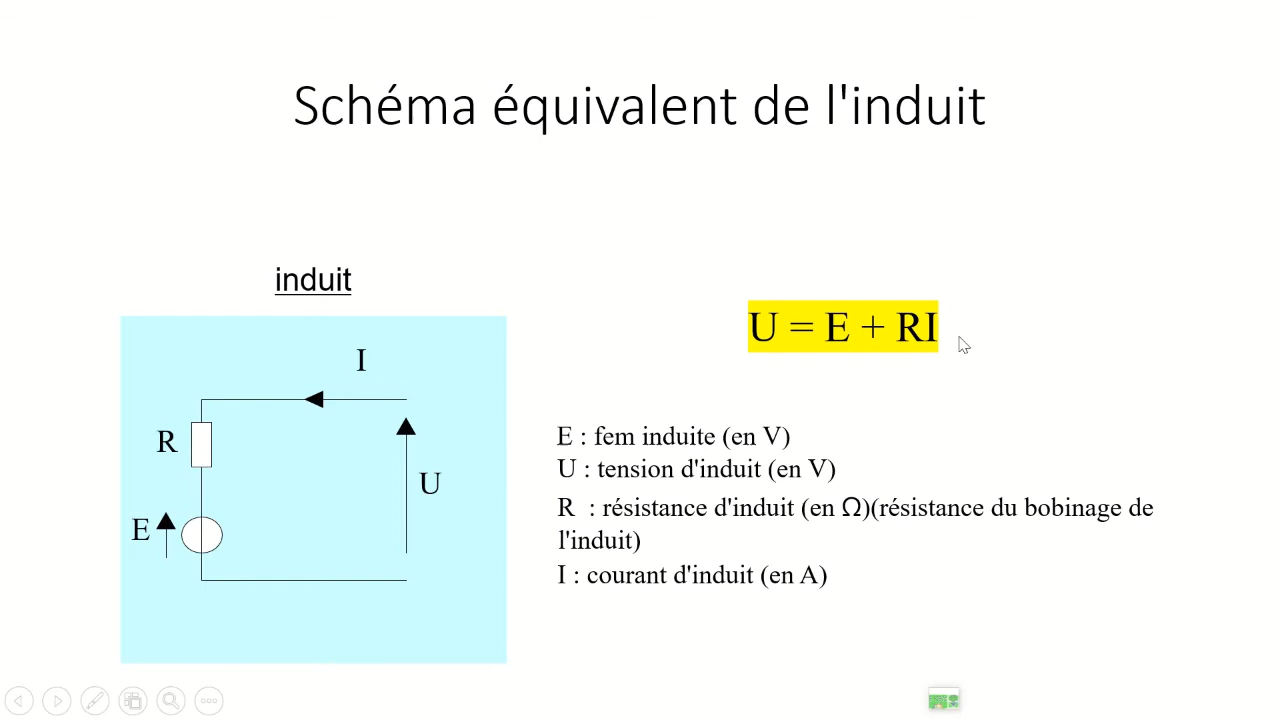 Schéma équivalent de l'induit
induit
I
R
U
E
U = E + RI
E : fem induite (en V)
U : tension d'induit (en V)
R : résistance d'induit (en Ω)(résistance du bobinage de
l'induit)
I : courant d'induit (en A)